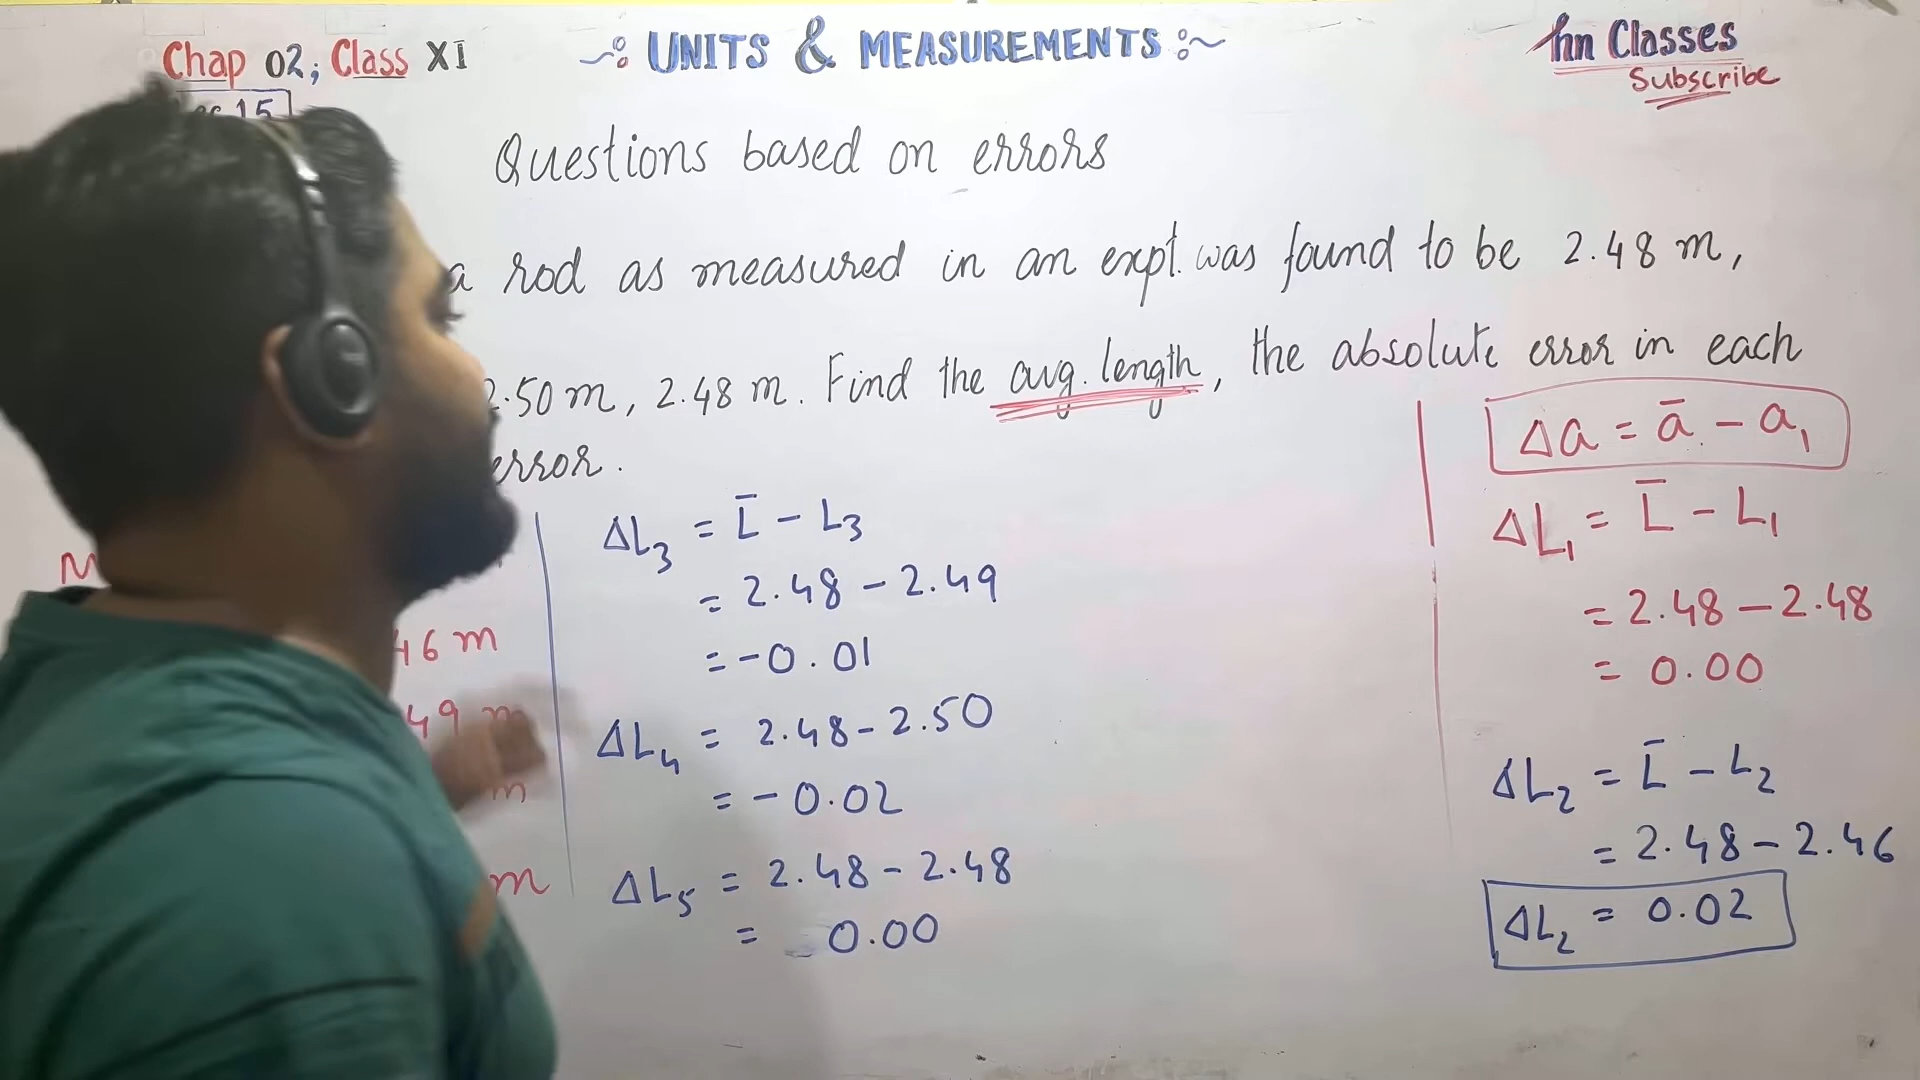 Chap 02; Class XI
UNITS & MEASUREMENTS
hn Classes
Subscribe
15
Questions based on errors
a rod as measured in an expt. was found to be 2.48 m,
2.50 m, 2.48 m. Find the avg. length, the absolute error in each
error.
46 m
49 m
m
m
ΔL₃ = L̄ - L₃
= 2.48 - 2.49
= -0.01
ΔL₄ = 2.48 - 2.50
= -0.02
ΔL₅ = 2.48 - 2.48
= 0.00
Δa = ā - a₁
ΔL₁ = L̄ - L₁
= 2.48 - 2.48
= 0.00
ΔL₂ = L̄ - L₂
= 2.48 - 2.46
ΔL₂ = 0.02